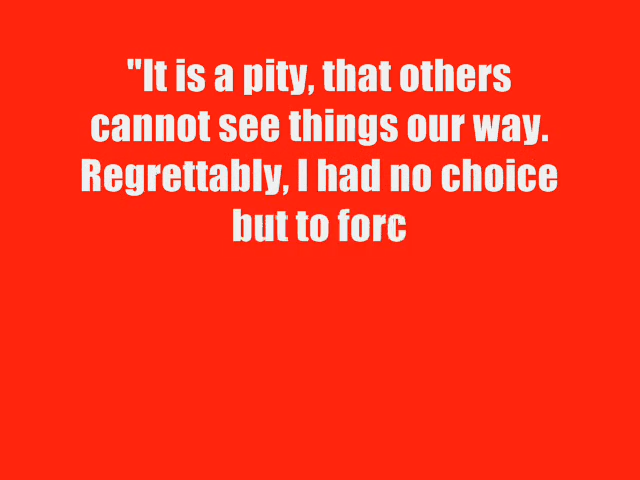 "It is a pity, that others
cannot see things our way.
Regrettably, I had no choice
but to forc